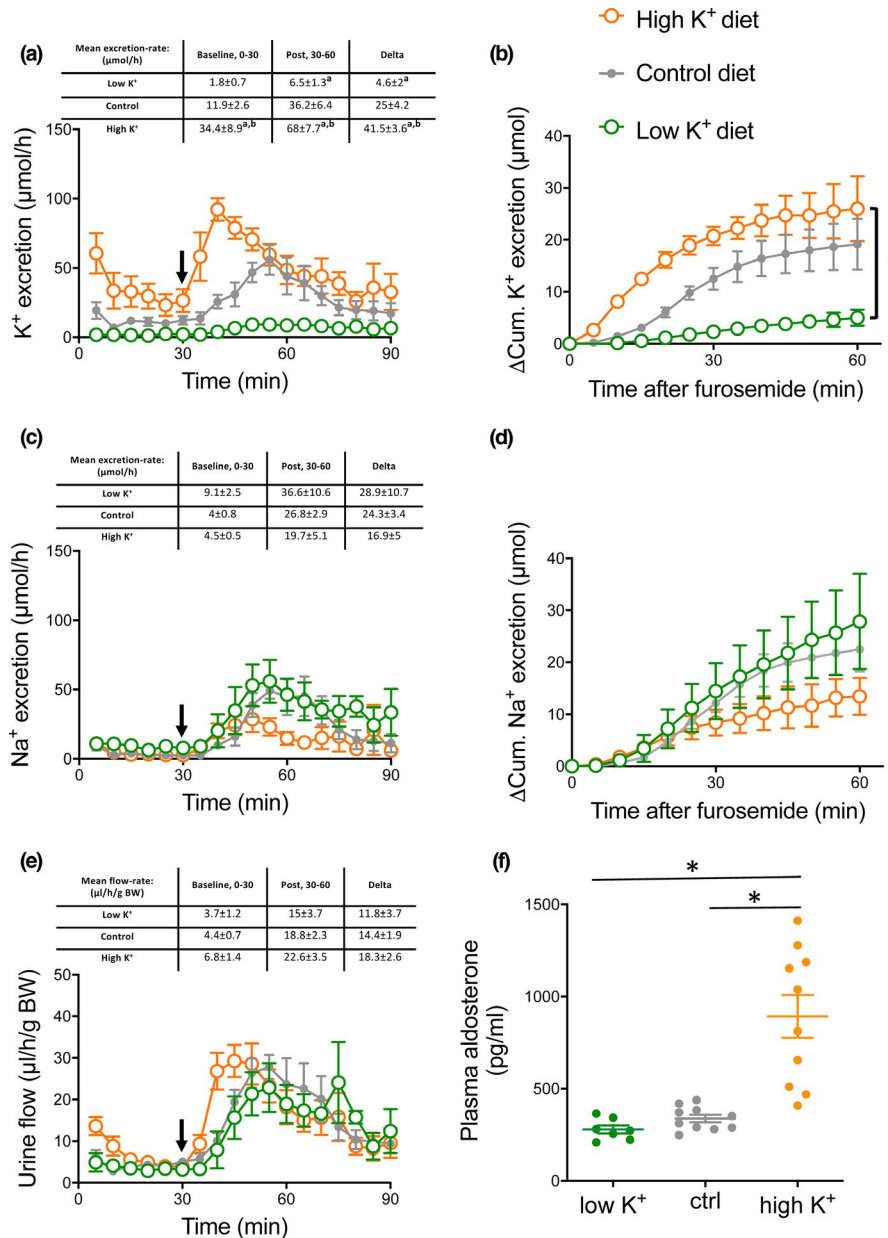 (a)
Mean excretion-rate: (μmol/h) Baseline, 0-30 Post, 30-60 Delta
Low K⁺ 1.8±0.7 6.5±1.3ᵃ 4.6±2ᵃ
Control 11.9±2.6 36.2±6.4 25±4.2
High K⁺ 34.4±8.9ᵃ,ᵇ 68±7.7ᵃ,ᵇ 41.5±3.6ᵃ,ᵇ
K⁺ excretion (μmol/h)
150
100
50
0
0 30 60 90
Time (min)
High K⁺ diet
Control diet
Low K⁺ diet
(b)
ΔCum. K⁺ excretion (μmol)
40
30
20
10
0
0 30 60
Time after furosemide (min)
(c)
Mean excretion-rate: (μmol/h) Baseline, 0-30 Post, 30-60 Delta
Low K⁺ 9.1±2.5 36.6±10.6 28.9±10.7
Control 4±0.8 26.8±2.9 24.3±3.4
High K⁺ 4.5±0.5 19.7±5.1 16.9±5
Na⁺ excretion (μmol/h)
150
100
50
0
0 30 60 90
Time (min)
(d)
ΔCum. Na⁺ excretion (μmol)
40
30
20
10
0
0 30 60
Time after furosemide (min)
(e)
Mean flow-rate: (μl/h/g BW) Baseline, 0-30 Post, 30-60 Delta
Low K⁺ 3.7±1.2 15±3.7 11.8±3.7
Control 4.4±0.7 18.8±2.3 14.4±1.9
High K⁺ 6.8±1.4 22.6±3.5 18.3±2.6
Urine flow (μl/h/g BW)
50
40
30
20
10
0
0 30 60 90
Time (min)
(f)
*
*
Plasma aldosterone
(pg/ml)
1500
1000
500
0
low K⁺ ctrl high K⁺